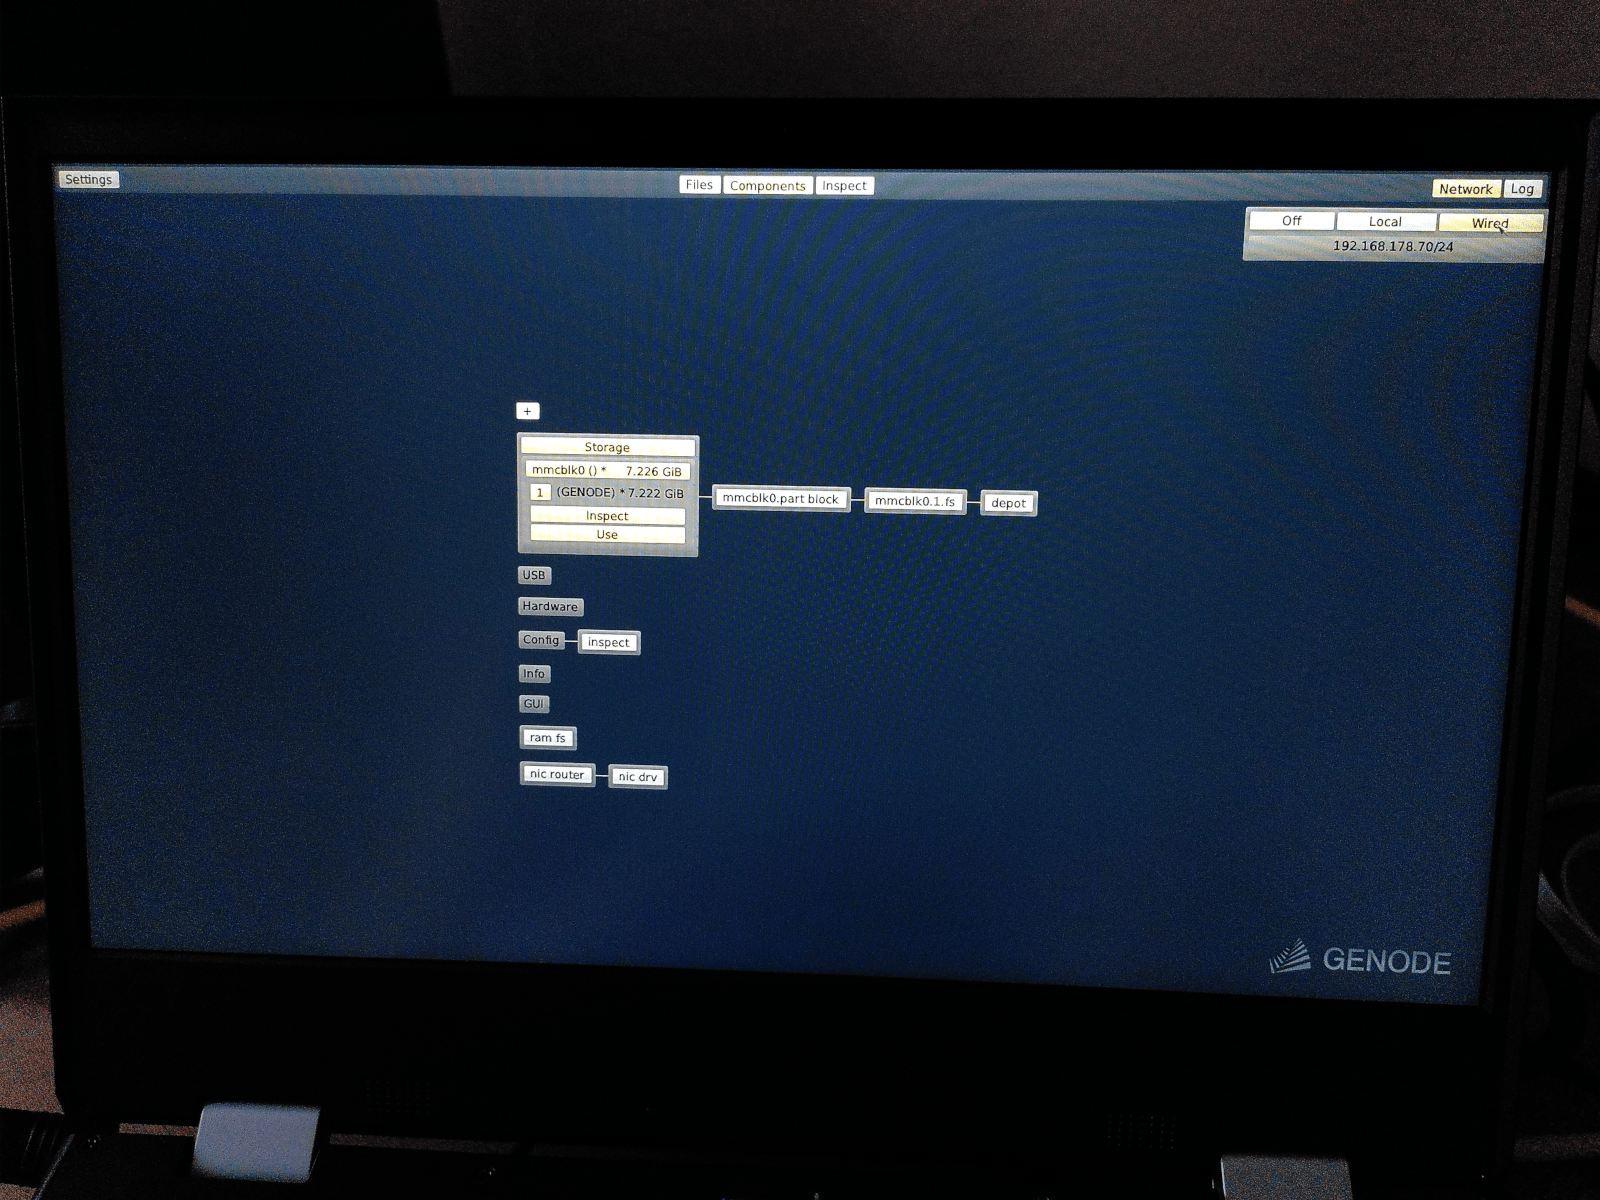 Settings
Files Components Inspect
Network Log
Off Local Wired
192.168.178.70/24
+
Storage
mmcblk0 () * 7.226 GiB
1 (GENODE) * 7.222 GiB
Inspect
Use
mmcblk0.part block mmcblk0.1.fs depot
USB
Hardware
Config inspect
Info
GUI
ram fs
nic router nic drv
GENODE